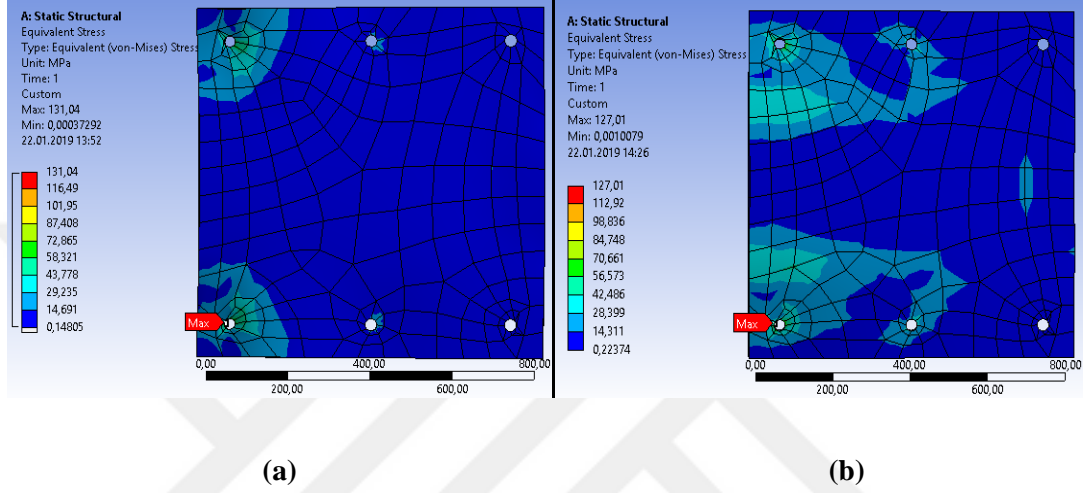 A: Static Structural
Equivalent Stress
Type: Equivalent (von-Mises) Stress
Unit: MPa
Time: 1
Custom
Max: 131,04
Min: 0,00037292
22.01.2019 13:52
131,04
116,49
101,95
87,408
72,865
58,321
43,778
29,235
14,691
0,14805
Max
0,00
400,00
800,00
200,00
600,00
(a)
A: Static Structural
Equivalent Stress
Type: Equivalent (von-Mises) Stress
Unit: MPa
Time: 1
Custom
Max: 127,01
Min: 0,0010079
22.01.2019 14:26
127,01
112,92
98,836
84,748
70,661
56,573
42,486
28,399
14,311
0,22374
Max
0,00
400,00
800,00
200,00
600,00
(b)